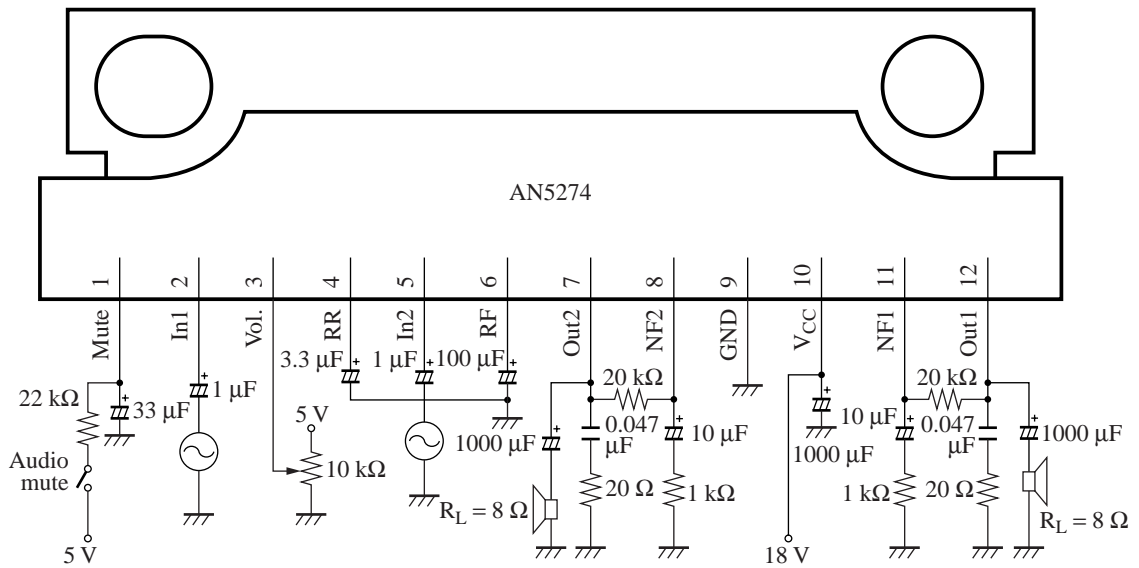 AN5274
1 2 3 4 5 6 7 8 9 10 11 12
Mute In1 Vol. RR In2 RF Out2 NF2 GND VCC NF1 Out1
3.3 µF 1 µF 100 µF
20 kΩ 20 kΩ
22 kΩ 33 µF 1 µF
5 V
1000 µF 0.047 µF 10 µF
1000 µF 10 µF 0.047 µF 1000 µF
Audio mute
10 kΩ
RL = 8 Ω 20 Ω 1 kΩ
1 kΩ 20 Ω RL = 8 Ω
5 V
18 V